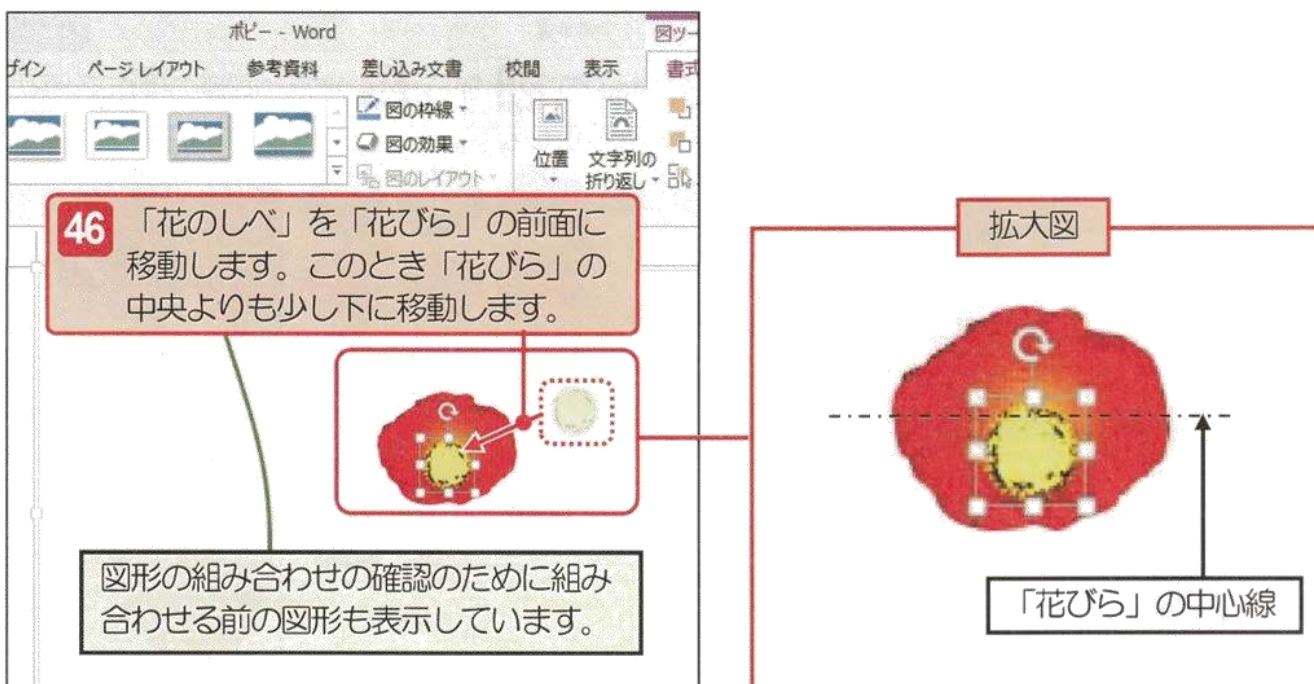 ポピー - Word
図ツー
ザイン ページ レイアウト 参考資料 差し込み文書 校閲 表示 書式
図の枠線
図の効果
図のレイアウト
位置
文字列の
折り返し
46 「花のしべ」を「花びら」の前面に
移動します。このとき「花びら」の
中央よりも少し下に移動します。
拡大図
図形の組み合わせの確認のために組み
合わせる前の図形も表示しています。
「花びら」の中心線